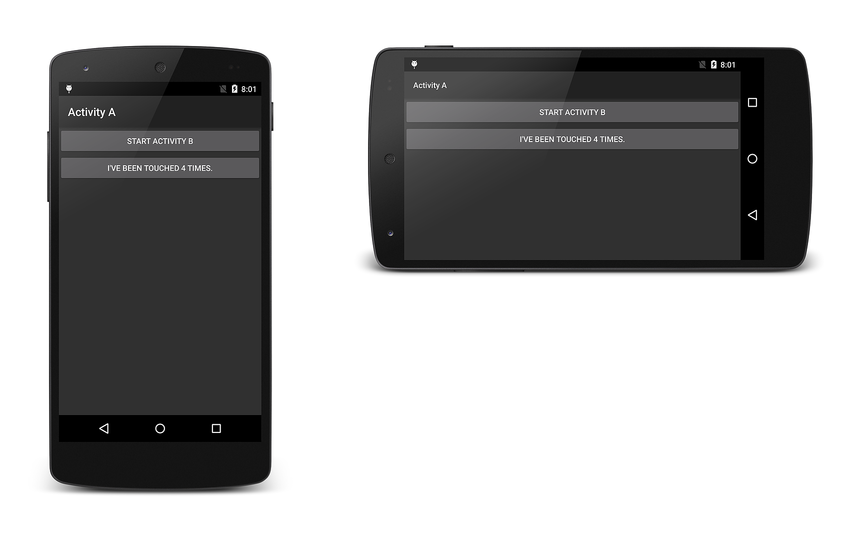 8:01
Activity A
START ACTIVITY B
I'VE BEEN TOUCHED 4 TIMES.
8:01
Activity A
START ACTIVITY B
I'VE BEEN TOUCHED 4 TIMES.